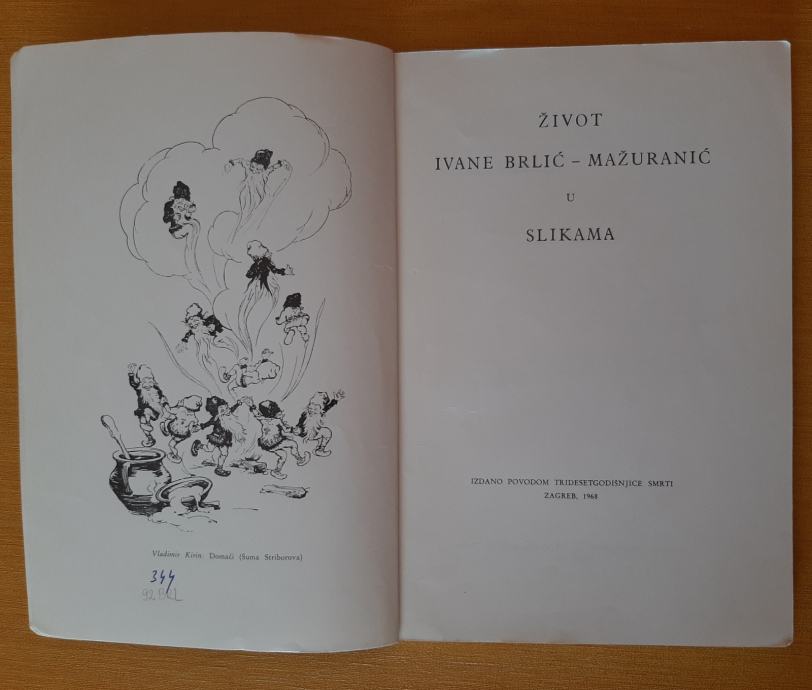 Vladimir Kirin: Domaći (Šuma Striborova)
344
92 BRL
ŽIVOT
IVANE BRLIĆ – MAŽURANIĆ
U
SLIKAMA
IZDANO POVODOM TRIDESETGODIŠNJICE SMRTI
ZAGREB, 1968